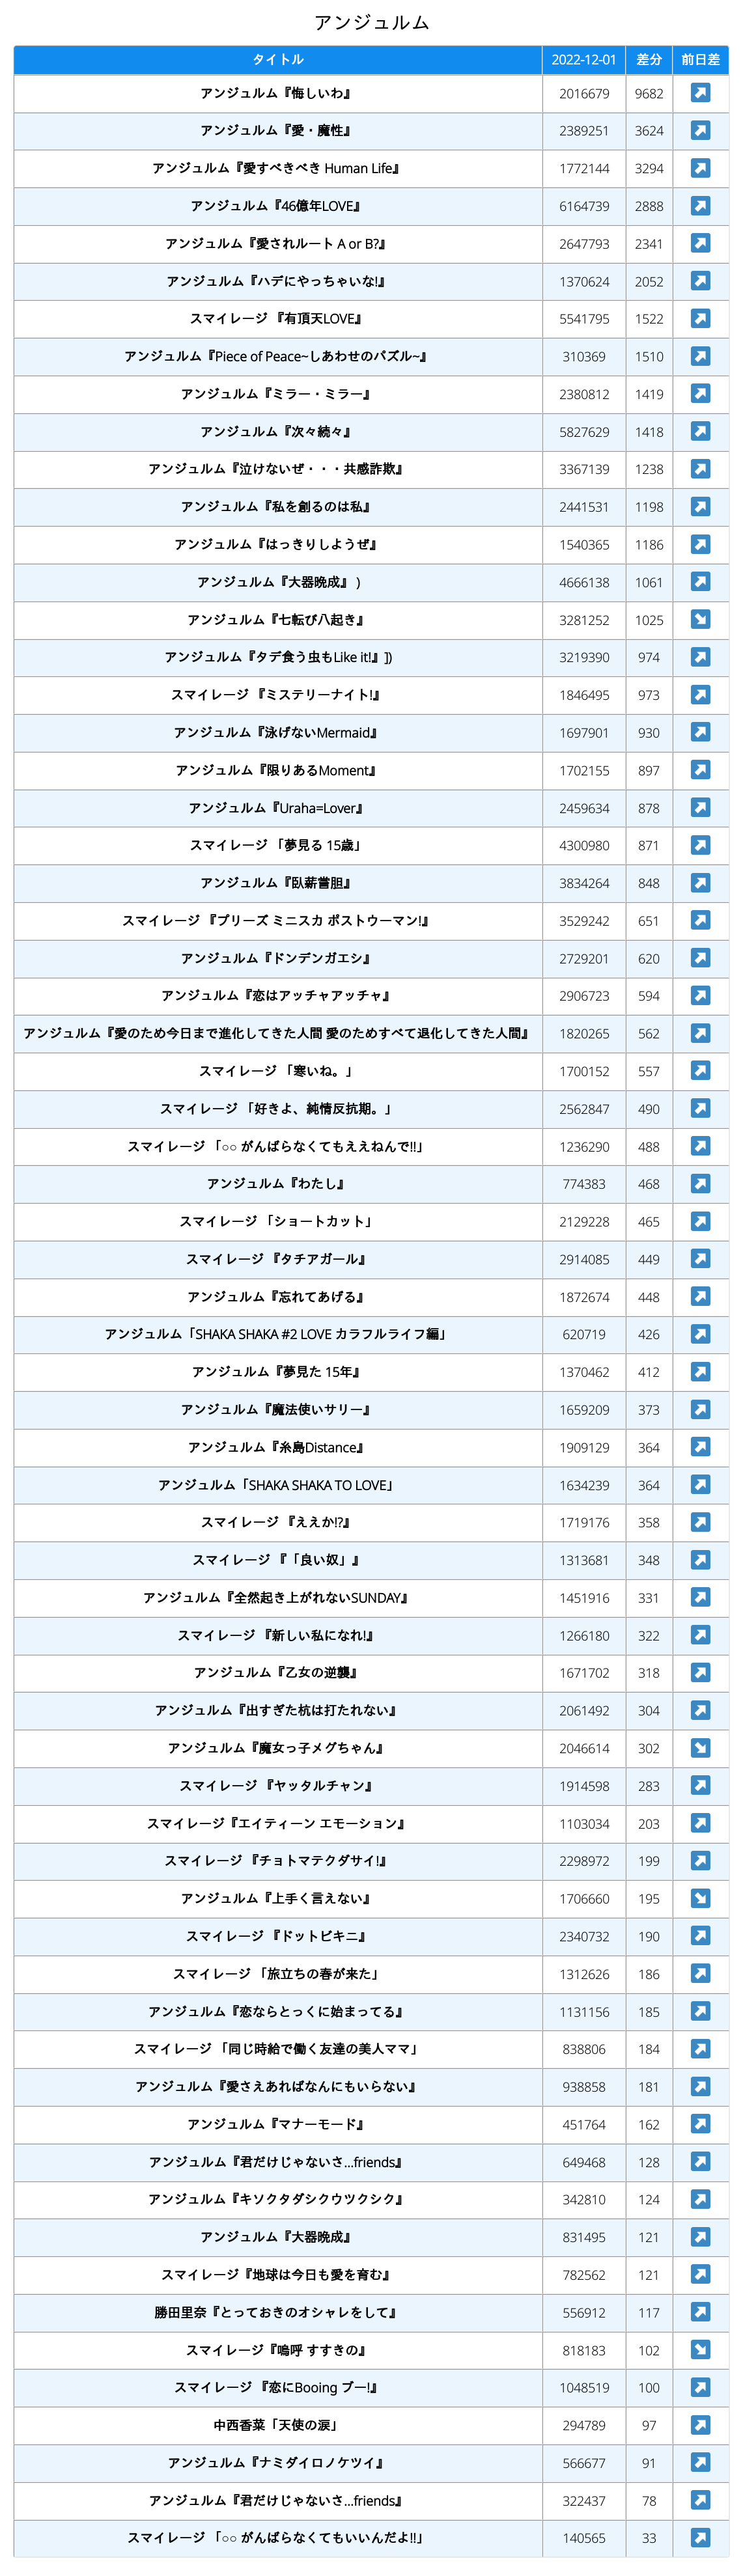 アンジュルム
タイトル 2022-12-01 差分 前日差
アンジュルム『悔しいわ』 2016679 9682 ↗
アンジュルム『愛・魔性』 2389251 3624 ↗
アンジュルム『愛すべきべき Human Life』 1772144 3294 ↗
アンジュルム『46億年LOVE』 6164739 2888 ↗
アンジュルム『愛されルート A or B?』 2647793 2341 ↗
アンジュルム『ハデにやっちゃいな!』 1370624 2052 ↗
スマイレージ 『有頂天LOVE』 5541795 1522 ↗
アンジュルム『Piece of Peace~しあわせのパズル~』 310369 1510 ↗
アンジュルム『ミラー・ミラー』 2380812 1419 ↗
アンジュルム『次々続々』 5827629 1418 ↗
アンジュルム『泣けないぜ・・・共感詐欺』 3367139 1238 ↗
アンジュルム『私を創るのは私』 2441531 1198 ↗
アンジュルム『はっきりしようぜ』 1540365 1186 ↗
アンジュルム『大器晩成』 ) 4666138 1061 ↗
アンジュルム『七転び八起き』 3281252 1025 ↘
アンジュルム『タデ食う虫もLike it!』]) 3219390 974 ↗
スマイレージ 『ミステリーナイト!』 1846495 973 ↗
アンジュルム『泳げないMermaid』 1697901 930 ↗
アンジュルム『限りあるMoment』 1702155 897 ↗
アンジュルム『Uraha=Lover』 2459634 878 ↗
スマイレージ 「夢見る 15歳」 4300980 871 ↗
アンジュルム『臥薪嘗胆』 3834264 848 ↗
スマイレージ 『プリーズ ミニスカ ポストウーマン!』 3529242 651 ↗
アンジュルム『ドンデンガエシ』 2729201 620 ↗
アンジュルム『恋はアッチャアッチャ』 2906723 594 ↗
アンジュルム『愛のため今日まで進化してきた人間 愛のためすべて退化してきた人間』 1820265 562 ↗
スマイレージ 「寒いね。」 1700152 557 ↗
スマイレージ 「好きよ、純情反抗期。」 2562847 490 ↗
スマイレージ 「○○ がんばらなくてもええねんで!!」 1236290 488 ↗
アンジュルム『わたし』 774383 468 ↗
スマイレージ 「ショートカット」 2129228 465 ↗
スマイレージ 『タチアガール』 2914085 449 ↗
アンジュルム『忘れてあげる』 1872674 448 ↗
アンジュルム「SHAKA SHAKA #2 LOVE カラフルライフ編」 620719 426 ↗
アンジュルム『夢見た 15年』 1370462 412 ↗
アンジュルム『魔法使いサリー』 1659209 373 ↗
アンジュルム『糸島Distance』 1909129 364 ↗
アンジュルム「SHAKA SHAKA TO LOVE」 1634239 364 ↗
スマイレージ 『ええか!?』 1719176 358 ↗
スマイレージ 『「良い奴」』 1313681 348 ↗
アンジュルム『全然起き上がれないSUNDAY』 1451916 331 ↗
スマイレージ 『新しい私になれ!』 1266180 322 ↗
アンジュルム『乙女の逆襲』 1671702 318 ↗
アンジュルム『出すぎた杭は打たれない』 2061492 304 ↗
アンジュルム『魔女っ子メグちゃん』 2046614 302 ↘
スマイレージ 『ヤッタルチャン』 1914598 283 ↗
スマイレージ『エイティーン エモーション』 1103034 203 ↗
スマイレージ 『チョトマテクダサイ!』 2298972 199 ↗
アンジュルム『上手く言えない』 1706660 195 ↘
スマイレージ 『ドットビキニ』 2340732 190 ↗
スマイレージ 「旅立ちの春が来た」 1312626 186 ↗
アンジュルム『恋ならとっくに始まってる』 1131156 185 ↗
スマイレージ 「同じ時給で働く友達の美人ママ」 838806 184 ↗
アンジュルム『愛さえあればなんにもいらない』 938858 181 ↗
アンジュルム『マナーモード』 451764 162 ↗
アンジュルム『君だけじゃないさ...friends』 649468 128 ↗
アンジュルム『キソクタダシクウツクシク』 342810 124 ↗
アンジュルム『大器晩成』 831495 121 ↗
スマイレージ『地球は今日も愛を育む』 782562 121 ↗
勝田里奈『とっておきのオシャレをして』 556912 117 ↗
スマイレージ『嗚呼 すすきの』 818183 102 ↘
スマイレージ 『恋にBooing ブー!』 1048519 100 ↗
中西香菜「天使の涙」 294789 97 ↗
アンジュルム『ナミダイロノケツイ』 566677 91 ↗
アンジュルム『君だけじゃないさ...friends』 322437 78 ↗
スマイレージ 「○○ がんばらなくてもいいんだよ!!」 140565 33 ↗